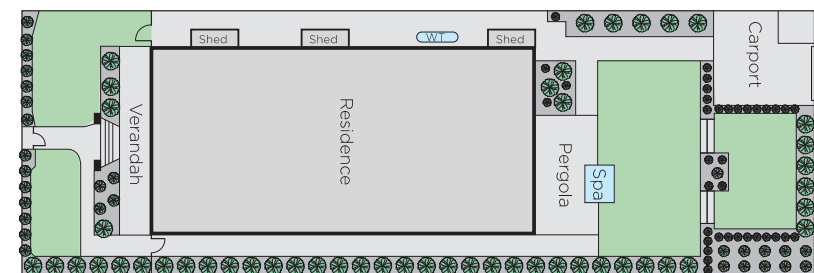 Shed
Shed
WT
Shed
Carport
Verandah
Residence
Pergola
Spa